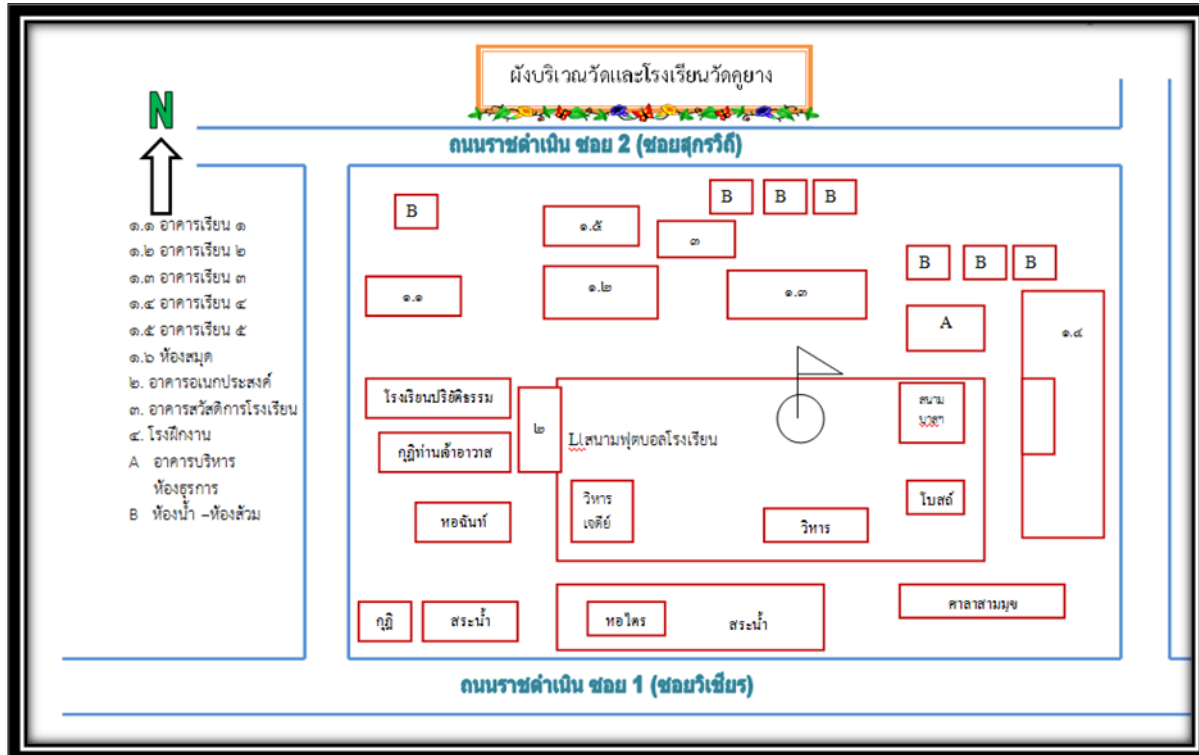 ผังบริเวณวัดและโรงเรียนวัดคูยาง
N
ถนนราชดำเนิน ซอย 2 (ซอยสุกรวิถี)
๑.๑ อาคารเรียน ๑
๑.๒ อาคารเรียน ๒
๑.๓ อาคารเรียน ๓
๑.๔ อาคารเรียน ๔
๑.๕ อาคารเรียน ๕
๑.๖ ห้องสมุด
๒. อาคารอเนกประสงค์
๓. อาคารสวัสดิการโรงเรียน
๔. โรงฝึกงาน
A อาคารบริหาร
ห้องธุรการ
B ห้องน้ำ –ห้องส้วม
B
๑.๕
B
B
B
๓
B
B
B
๑.๑
๑.๒
๑.๓
A
๑.๔
โรงเรียนปริยัติธรรม
๒
สนาม
บาสฯ
กุฏิท่านเจ้าอาวาส
สนามฟุตบอลโรงเรียน
หอฉันท์
วิหาร
เจดีย์
วิหาร
โบสถ์
กุฏิ
สระน้ำ
หอไตร
สระน้ำ
ศาลาสามมุข
ถนนราชดำเนิน ซอย 1 (ซอยวิเชียร)